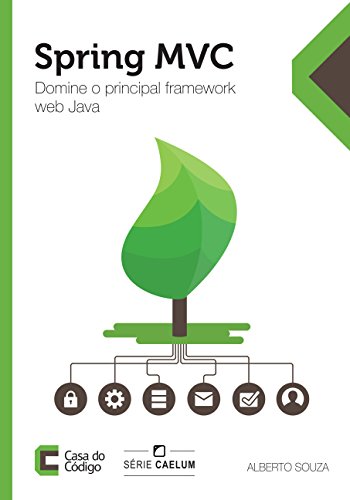 Spring MVC
Domine o principal framework
web Java
Casa do
Código
SÉRIE CAELUM
ALBERTO SOUZA